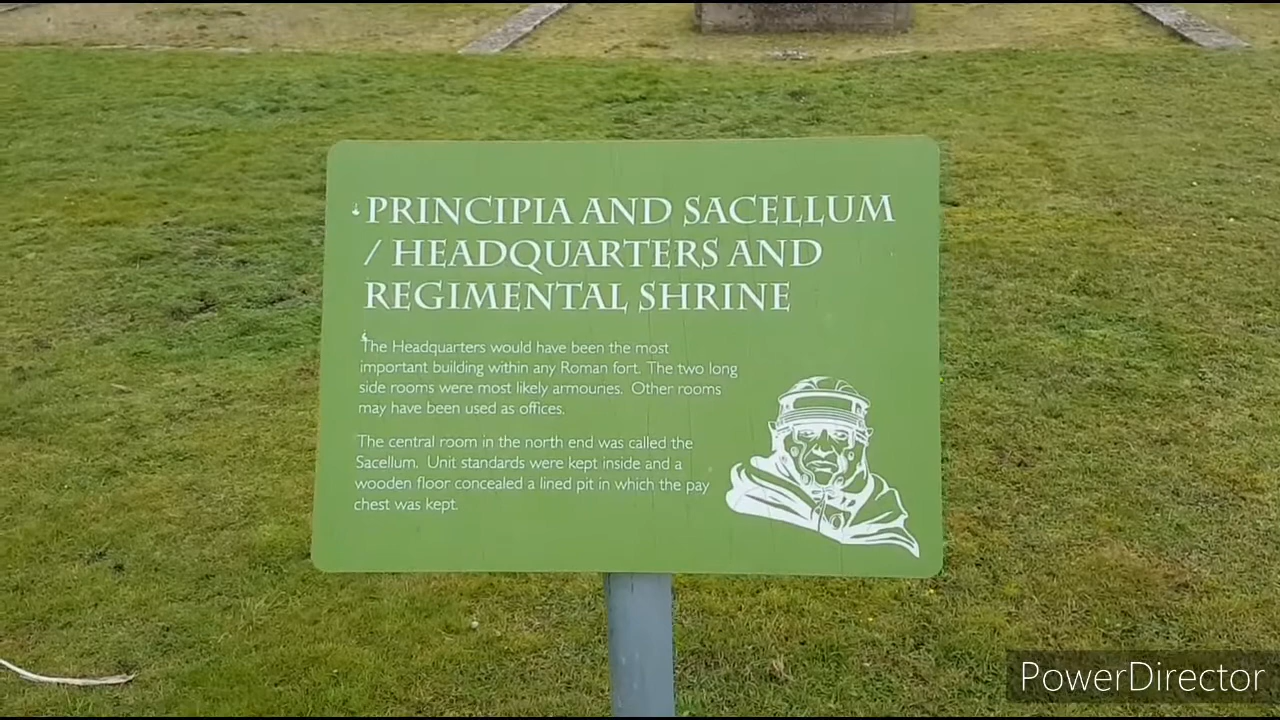 PRINCIPIA AND SACELLUM
/ HEADQUARTERS AND
REGIMENTAL SHRINE
The Headquarters would have been the most
important building within any Roman fort. The two long
side rooms were most likely armouries. Other rooms
may have been used as offices.
The central room in the north end was called the
Sacellum. Unit standards were kept inside and a
wooden floor concealed a lined pit in which the pay
chest was kept.
PowerDirector